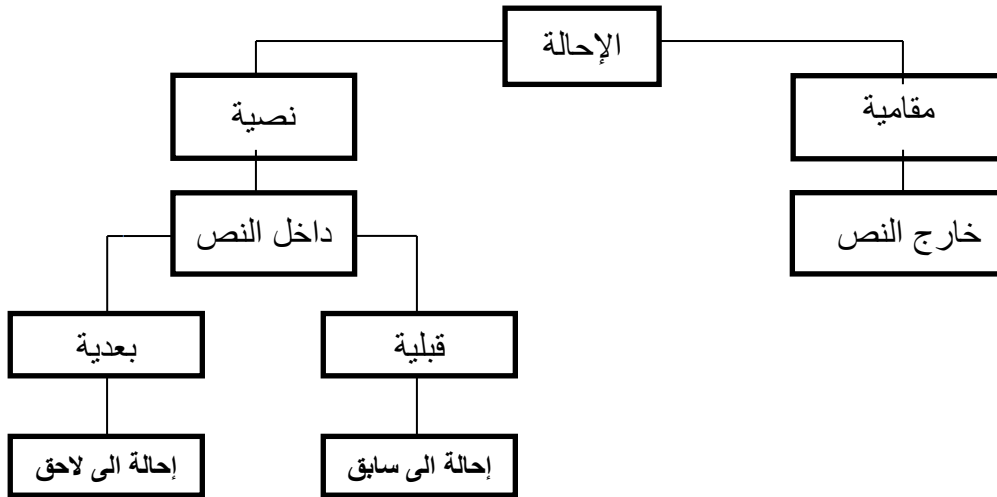 الإحالة
مقامية
نصية
خارج النص
داخل النص
قبلية
بعدية
إحالة الى سابق
إحالة الى لاحق